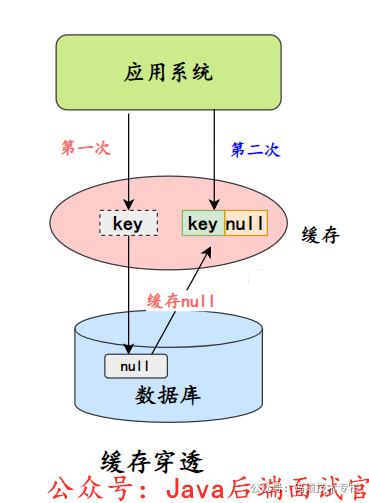 应用系统
第一次
第二次
key
key null
缓存
缓存null
null
数据库
缓存穿透
公众号：Java后端面试官